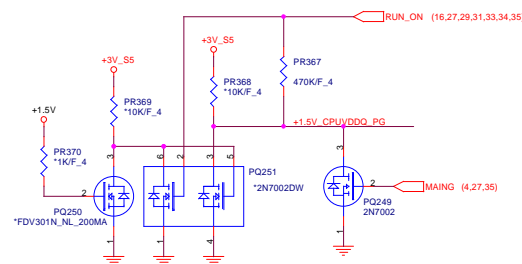 RUN_ON (16,27,29,31,33,34,35
+3V_S5
+3V_S5
PR367
470K/F_4
PR368
*10K/F_4
PR369
*10K/F_4
+1.5V
+1.5V_CPUVDDQ_PG
PR370
*1K/F_4
3
6
2
3
5
3
PQ251
*2N7002DW
2
2
MAING (4,27,35)
PQ250
*FDV301N_NL_200MA
PQ249
2N7002
1
1
4
1